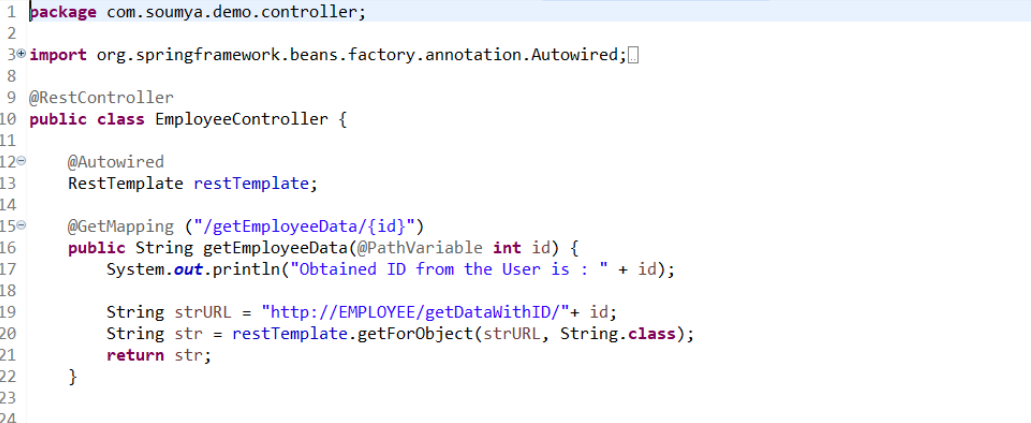 1 package com.soumya.demo.controller;
2
3 import org.springframework.beans.factory.annotation.Autowired;
8
9 @RestController
10 public class EmployeeController {
11
12 @Autowired
13 RestTemplate restTemplate;
14
15 @GetMapping ("/getEmployeeData/{id}")
16 public String getEmployeeData(@PathVariable int id) {
17 System.out.println("Obtained ID from the User is : " + id);
18
19 String strURL = "http://EMPLOYEE/getDataWithID/"+ id;
20 String str = restTemplate.getForObject(strURL, String.class);
21 return str;
22 }
23
24